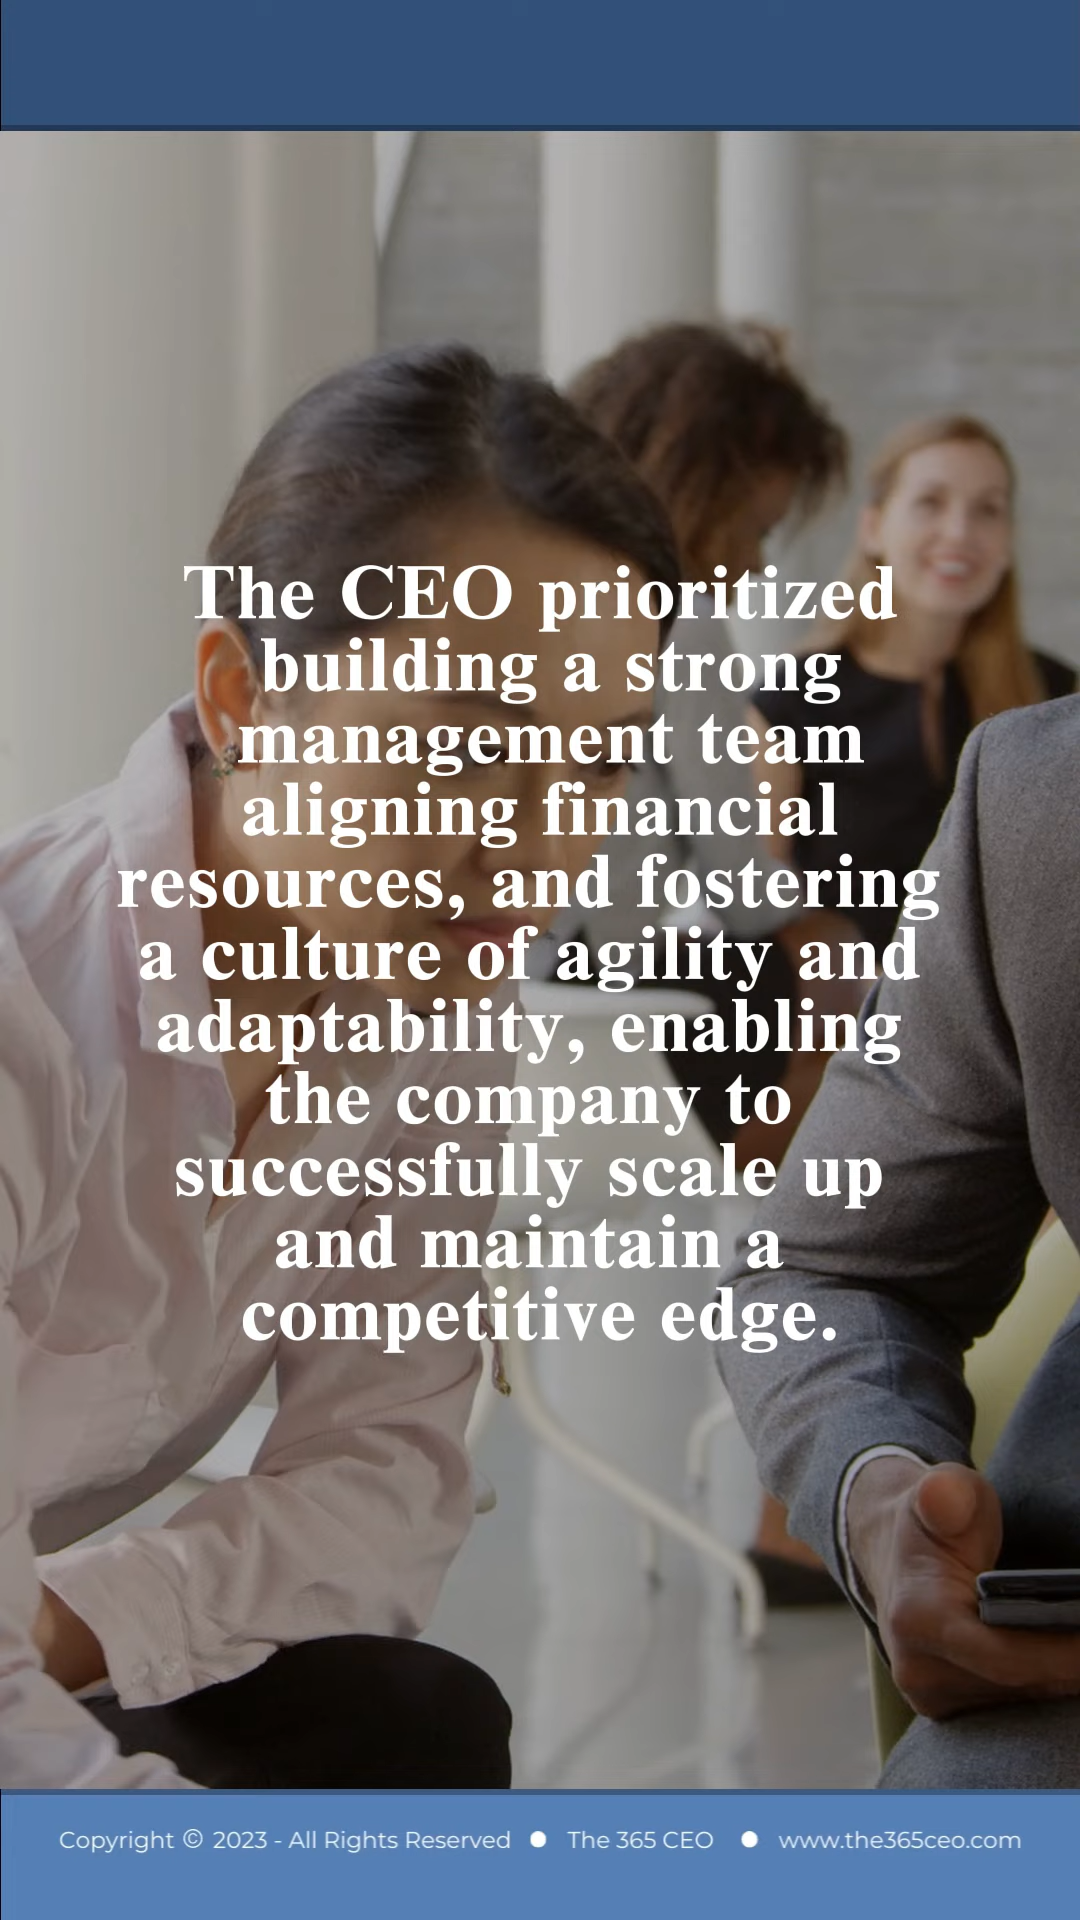 The CEO prioritized
building a strong
management team
aligning financial
resources, and fostering
a culture of agility and
adaptability, enabling
the company to
successfully scale up
and maintain a
competitive edge.
Copyright © 2023 - All Rights Reserved ● The 365 CEO ● www.the365ceo.com